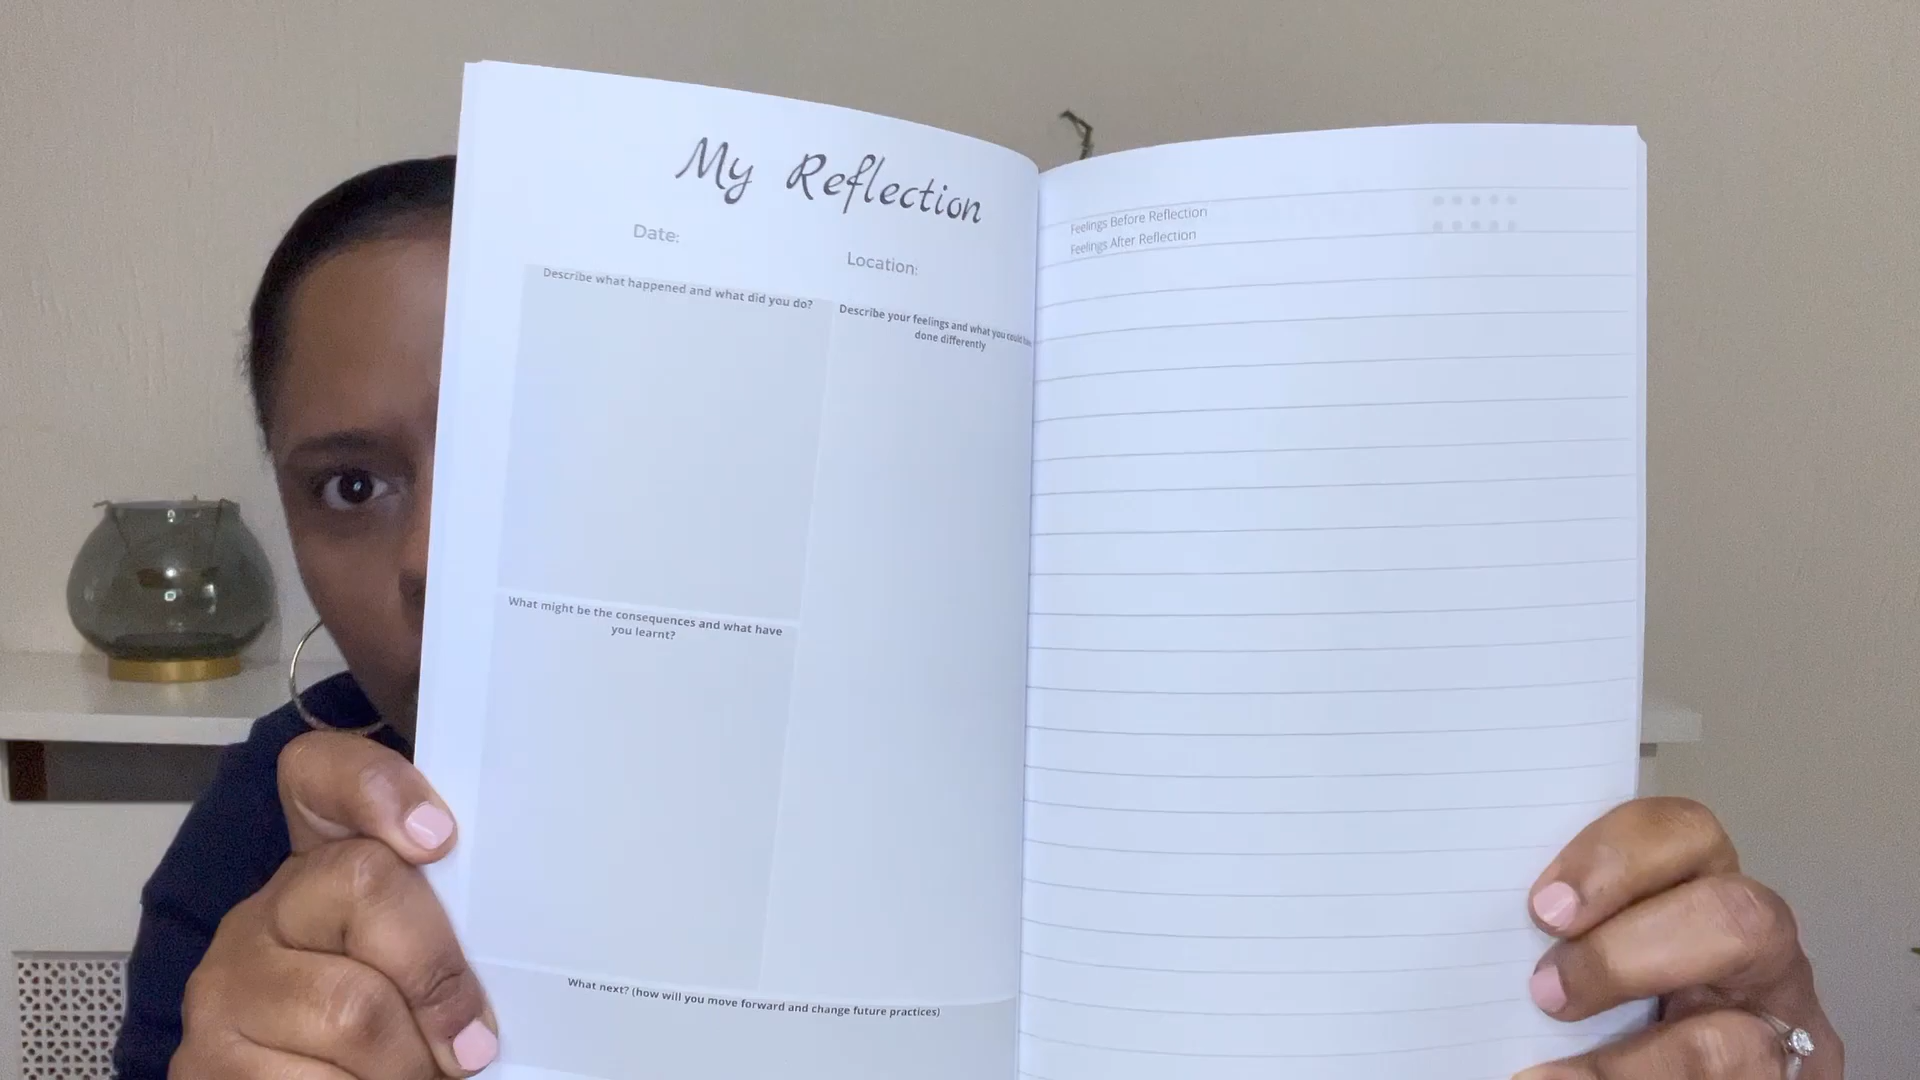 My Reflection
Date:
Location:
Describe what happened and what did you do?
Describe your feelings and what you could
done differently
What might be the consequences and what have
you learnt?
What next? (how will you move forward and change future practices)
Feelings Before Reflection
Feelings After Reflection